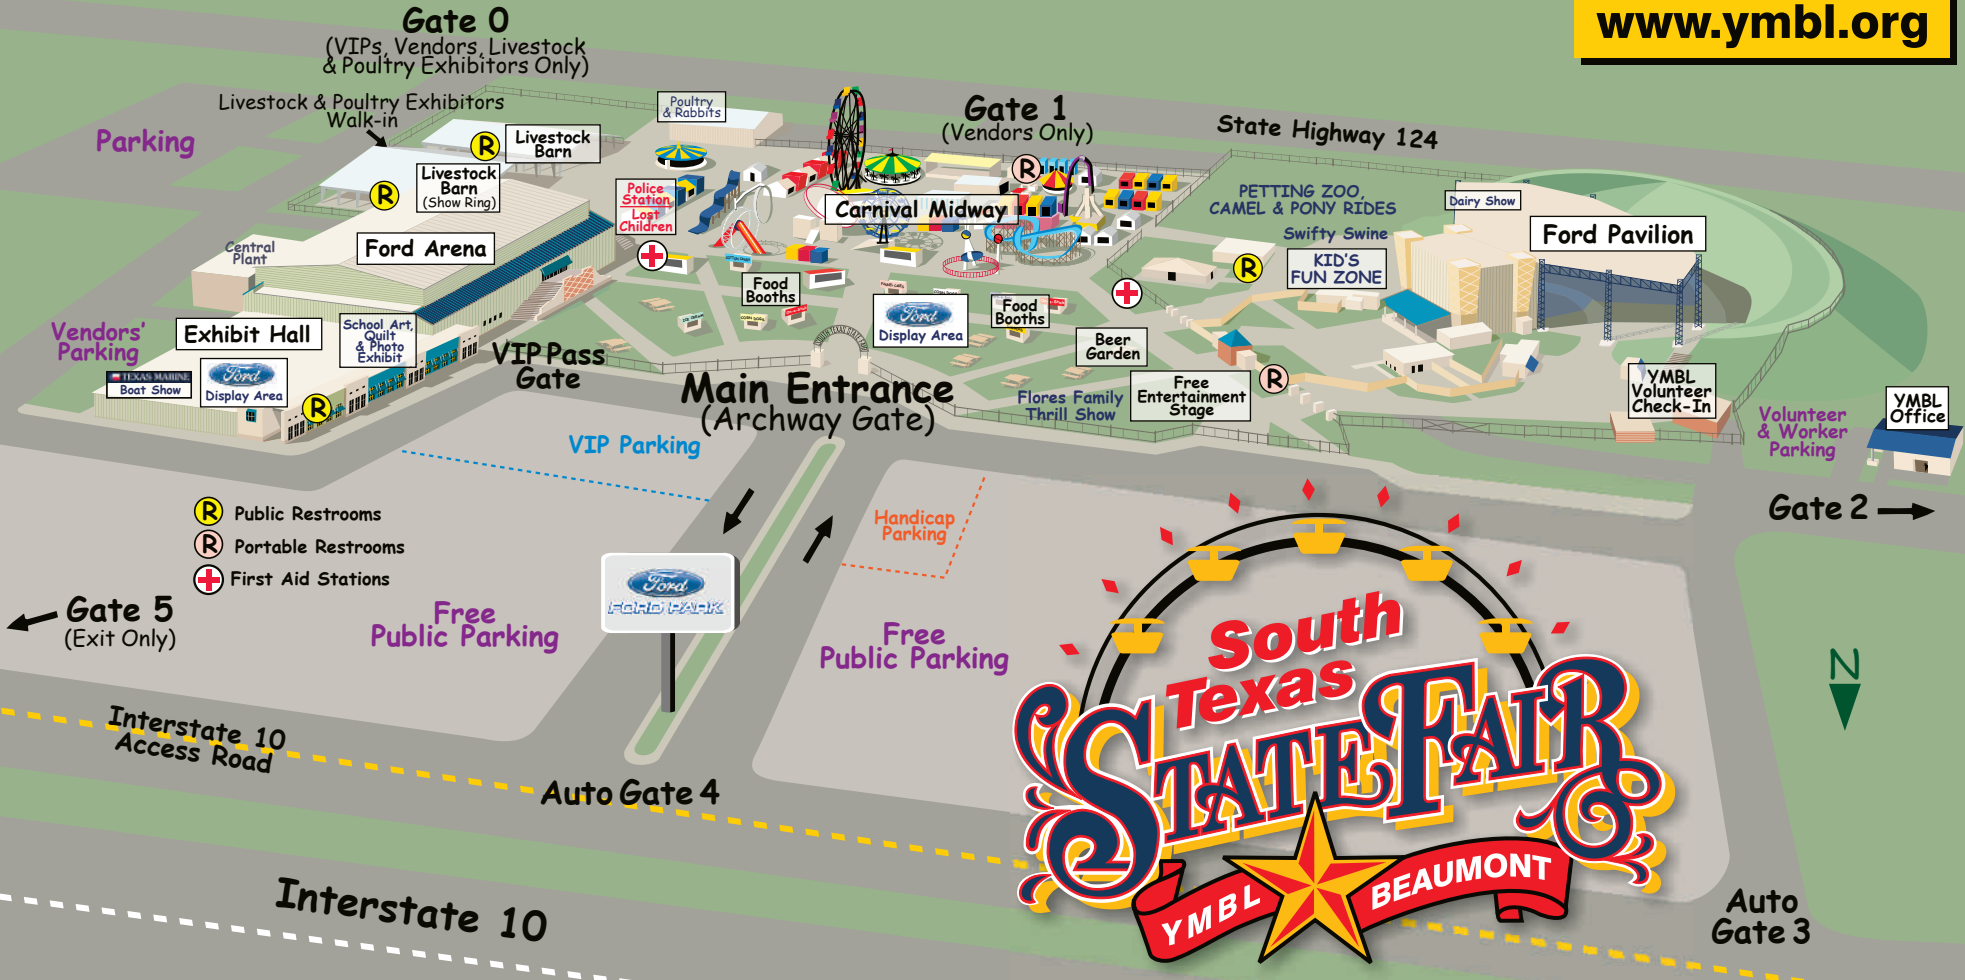 www.ymbl.org
Gate 0
(VIPs, Vendors, Livestock
& Poultry Exhibitors Only)
Livestock & Poultry Exhibitors
Walk-in
Parking
R
Livestock
Barn
R
Livestock
Barn
(Show Ring)
Poultry
& Rabbits
Gate 1
(Vendors Only)
R
State Highway 124
Police
Station,
Lost
Children
Carnival Midway
PETTING ZOO,
CAMEL & PONY RIDES
Swifty Swine
Dairy Show
Ford Pavilion
Central
Plant
Ford Arena
R
KID'S
FUN ZONE
Food
Booths
Ford
Display Area
Food
Booths
Vendors'
Parking
Exhibit Hall
School Art,
Quilt
& Photo
Exhibit
VIP Pass
Gate
Beer
Garden
TEXAS MARINE
Boat Show
Ford
Display Area
R
Main Entrance
(Archway Gate)
Flores Family
Thrill Show
Free
Entertainment
Stage
R
YMBL
Volunteer
Check-In
Volunteer
& Worker
Parking
YMBL
Office
VIP Parking
Gate 2
R Public Restrooms
R Portable Restrooms
First Aid Stations
Handicap
Parking
Ford
FORD PARK
Gate 5
(Exit Only)
Free
Public Parking
Free
Public Parking
South
Texas
STATE FAIR
YMBL BEAUMONT
N
Interstate 10
Access Road
Auto Gate 4
Interstate 10
Auto
Gate 3